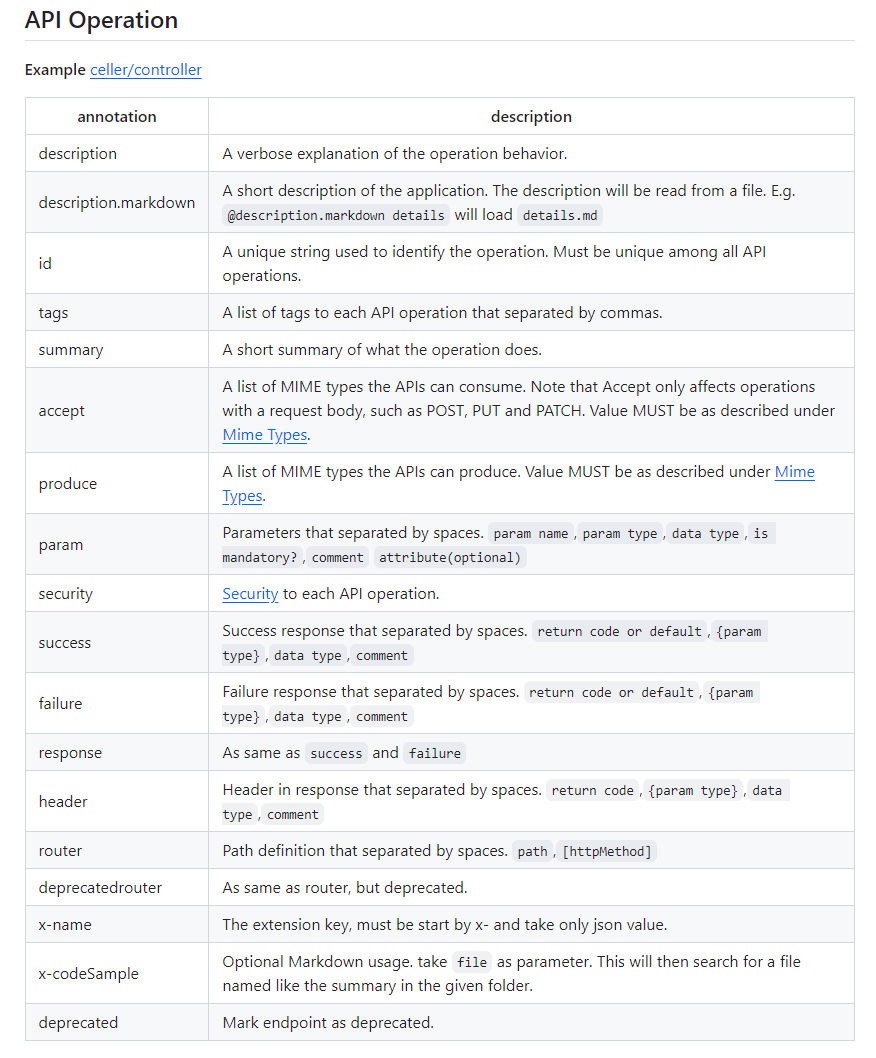 API Operation
Example celler/controller
annotation description
description A verbose explanation of the operation behavior.
description.markdown A short description of the application. The description will be read from a file. E.g.
@description.markdown details will load details.md
id A unique string used to identify the operation. Must be unique among all API
operations.
tags A list of tags to each API operation that separated by commas.
summary A short summary of what the operation does.
accept A list of MIME types the APIs can consume. Note that Accept only affects operations
with a request body, such as POST, PUT and PATCH. Value MUST be as described under
Mime Types.
produce A list of MIME types the APIs can produce. Value MUST be as described under Mime
Types.
param Parameters that separated by spaces. param name,param type,data type,is
mandatory?,comment attribute(optional)
security Security to each API operation.
success Success response that separated by spaces. return code or default,{param
type},data type,comment
failure Failure response that separated by spaces. return code or default,{param
type},data type,comment
response As same as success and failure
header Header in response that separated by spaces. return code,{param type},data
type,comment
router Path definition that separated by spaces. path,[httpMethod]
deprecatedrouter As same as router, but deprecated.
x-name The extension key, must be start by x- and take only json value.
x-codeSample Optional Markdown usage. take file as parameter. This will then search for a file
named like the summary in the given folder.
deprecated Mark endpoint as deprecated.